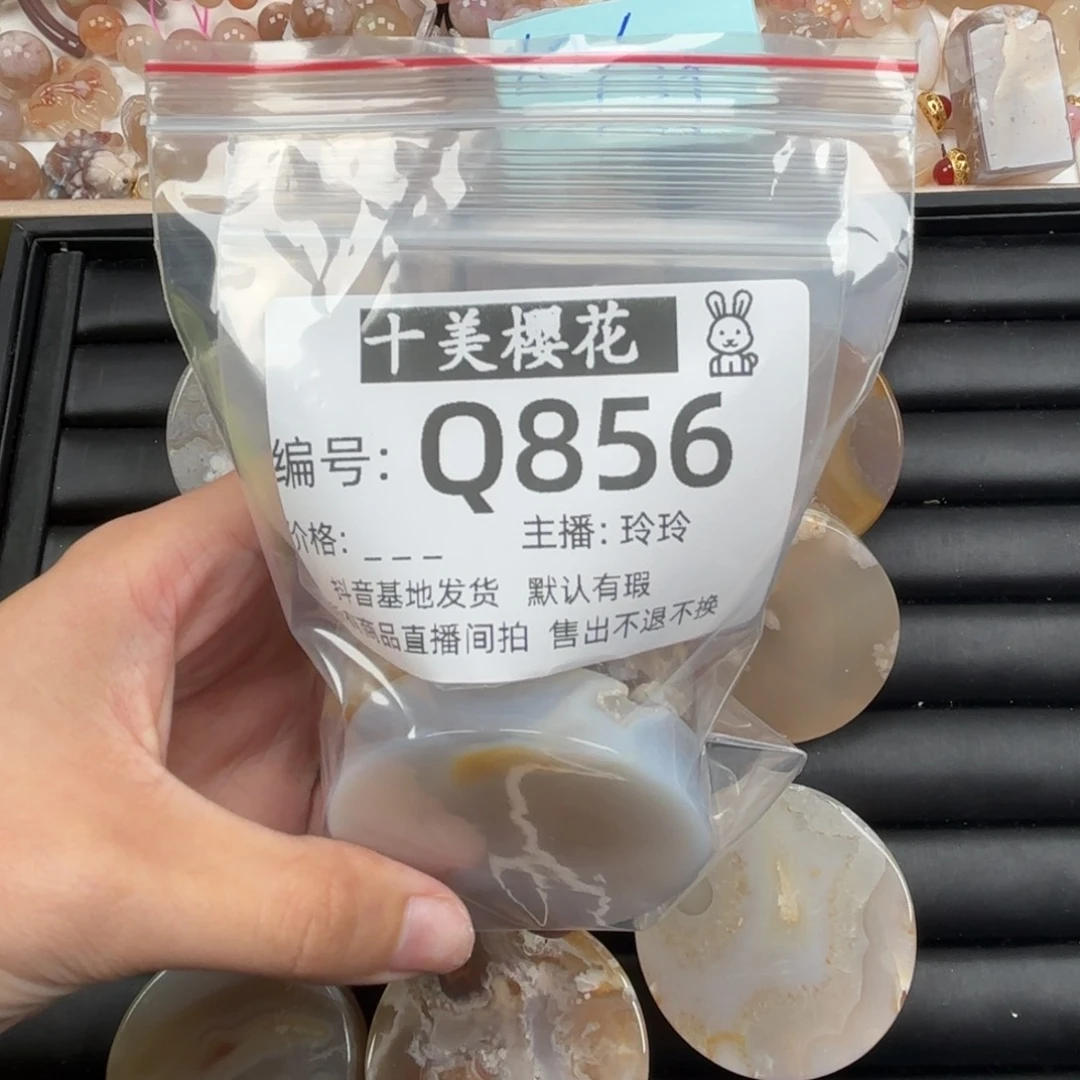 十美樱花
编号: Q856
价格: _ _ _ 主播: 玲玲
抖音基地发货 默认有瑕
商品直播间拍 售出不退不换